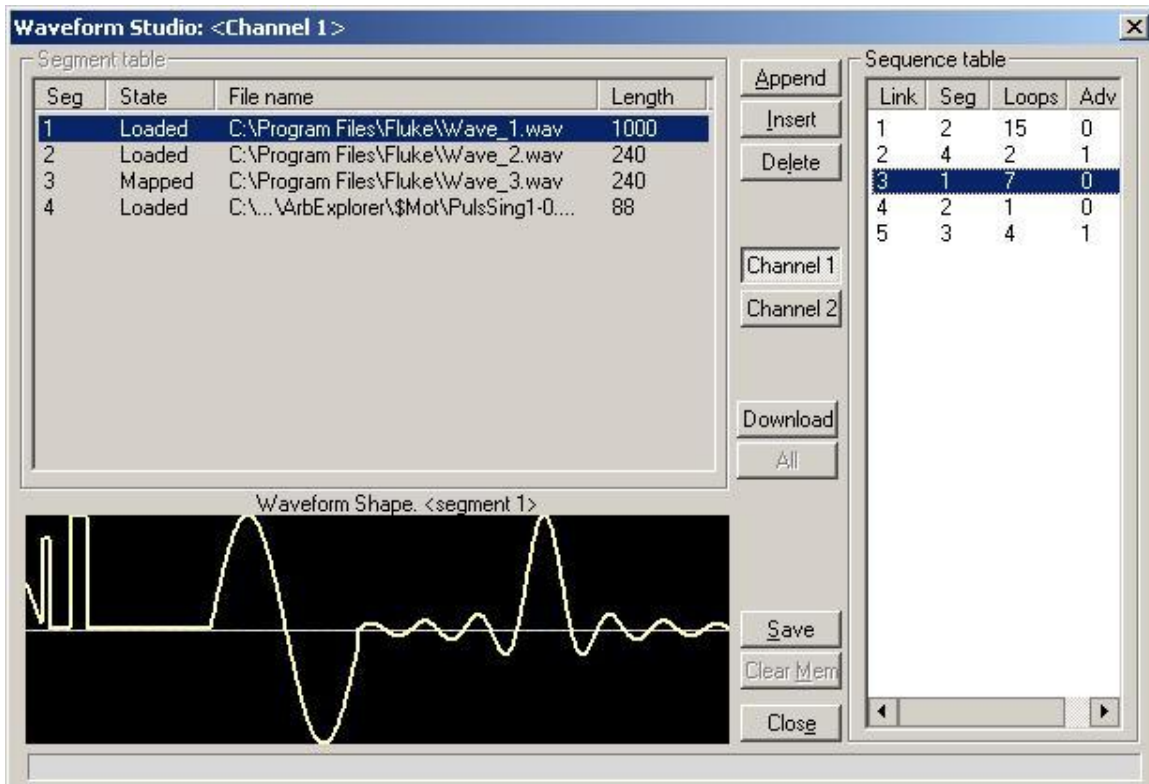 Waveform Studio: <Channel 1>
Segment table
Seg State File name Length
1 Loaded C:\Program Files\Fluke\Wave_1.wav 1000
2 Loaded C:\Program Files\Fluke\Wave_2.wav 240
3 Mapped C:\Program Files\Fluke\Wave_3.wav 240
4 Loaded C:\...\ArbExplorer\$Mot\PulsSing1-0.... 88
Append
Insert
Delete
Channel 1
Channel 2
Download
All
Sequence table
Link Seg Loops Adv
1 2 15 0
2 4 2 1
3 1 7 0
4 2 1 0
5 3 4 1
Waveform Shape. <segment 1>
Save
Clear Mem
Close